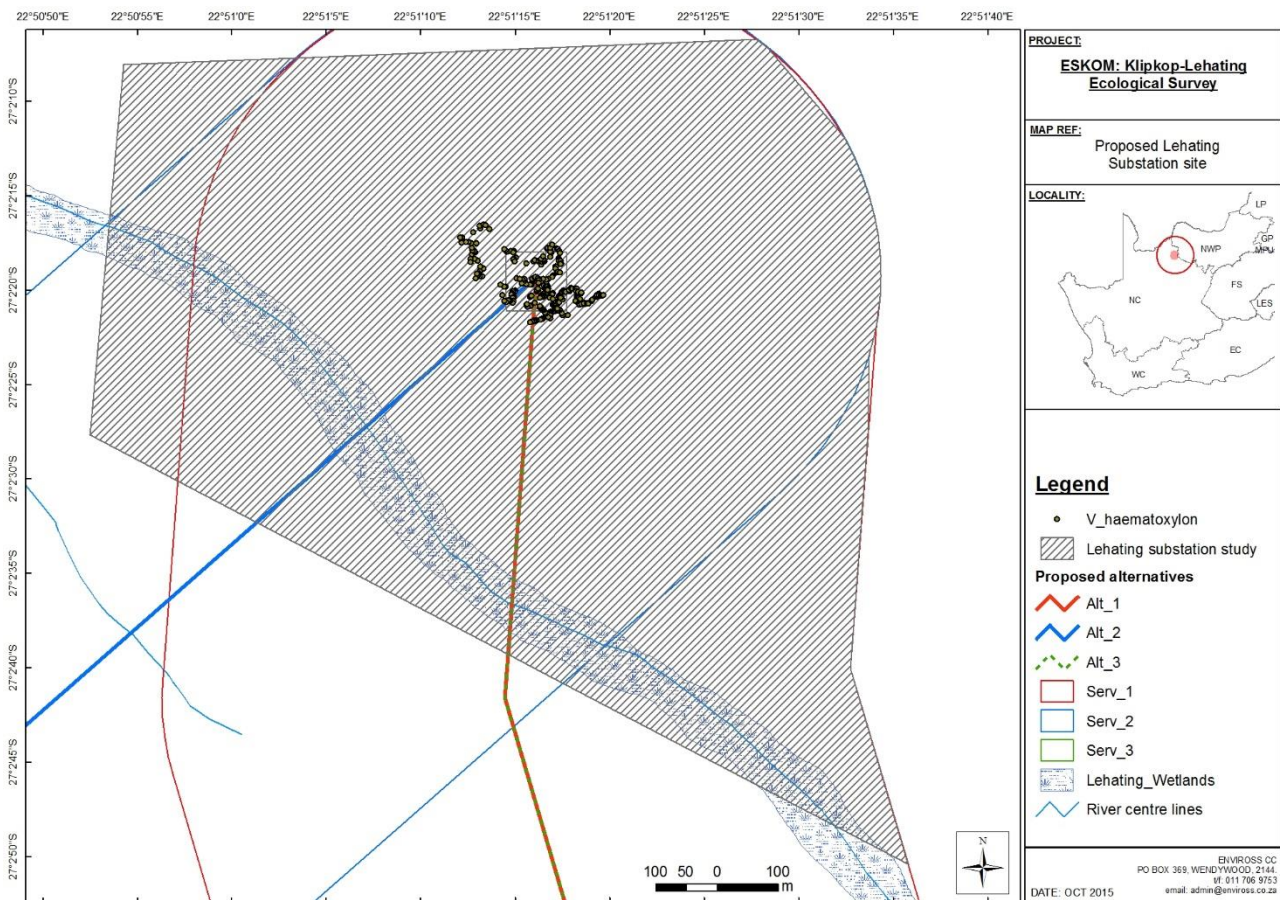 22°50'50"E 22°50'55"E 22°51'0"E 22°51'5"E 22°51'10"E 22°51'15"E 22°51'20"E 22°51'25"E 22°51'30"E 22°51'35"E 22°51'40"E
27°2'10"S
27°2'15"S
27°2'20"S
27°2'25"S
27°2'30"S
27°2'35"S
27°2'40"S
27°2'45"S
27°2'50"S
100 50 0 100
m
N
PROJECT:
ESKOM: Klipkop-Lehating
Ecological Survey
MAP REF:
Proposed Lehating
Substation site
LOCALITY:
LP
GP
NWP
MPU
FS
NC
LES
EC
WC
Legend
V_haematoxylon
Lehating substation study
Proposed alternatives
Alt_1
Alt_2
Alt_3
Serv_1
Serv_2
Serv_3
Lehating_Wetlands
River centre lines
ENVIROSS CC
PO BOX 369, WENDYWOOD, 2144.
t/f: 011 706 9753
email: admin@enviross.co.za
DATE: OCT 2015